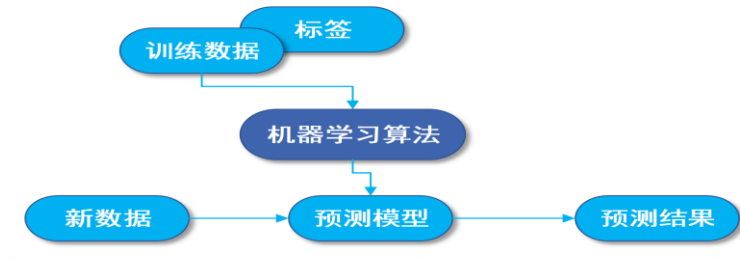 标签
训练数据
机器学习算法
新数据
预测模型
预测结果